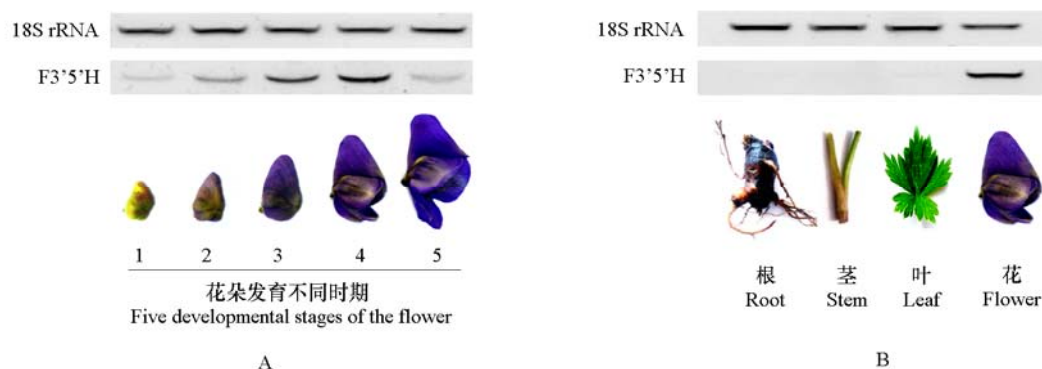 18S rRNA
F3’5’H
1 2 3 4 5
花朵发育不同时期
Five developmental stages of the flower
A
18S rRNA
F3’5’H
根 茎 叶 花
Root Stem Leaf Flower
B